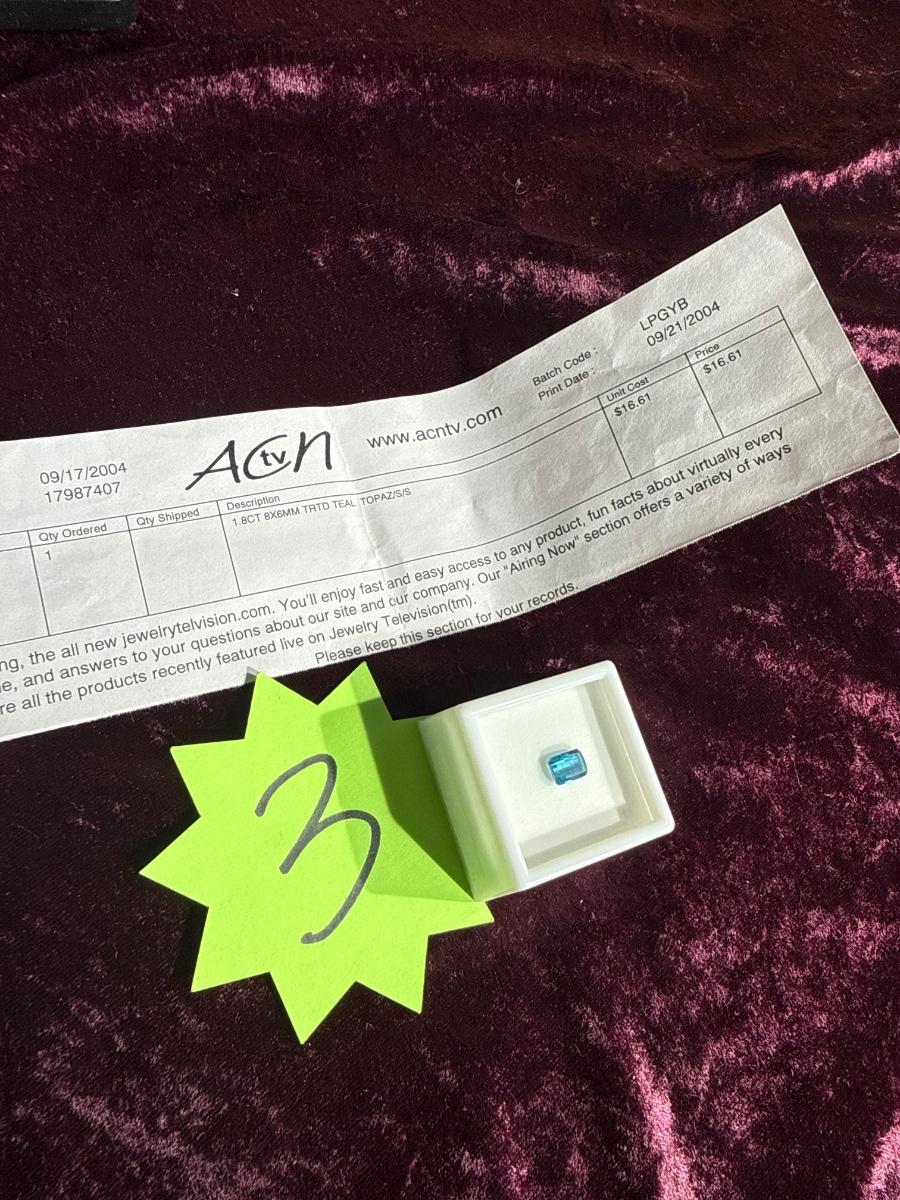 LPGYB
Batch Code :
09/21/2004
Print Date :
09/17/2004
17987407
ACN tv
www.acntv.com
Qty Ordered
Qty Shipped
Description
Unit Cost
Price
1
1.8CT 8X6MM TRTD TEAL TOPAZ/S/S
$16.61
$16.61
ng, the all new jewelrytelvision.com. You'll enjoy fast and easy access to any product, fun facts about virtually every
e, and answers to your questions about our site and our company. Our "Airing Now" section offers a variety of ways
re all the products recently featured live on Jewelry Television(tm).
Please keep this section for your records.
3